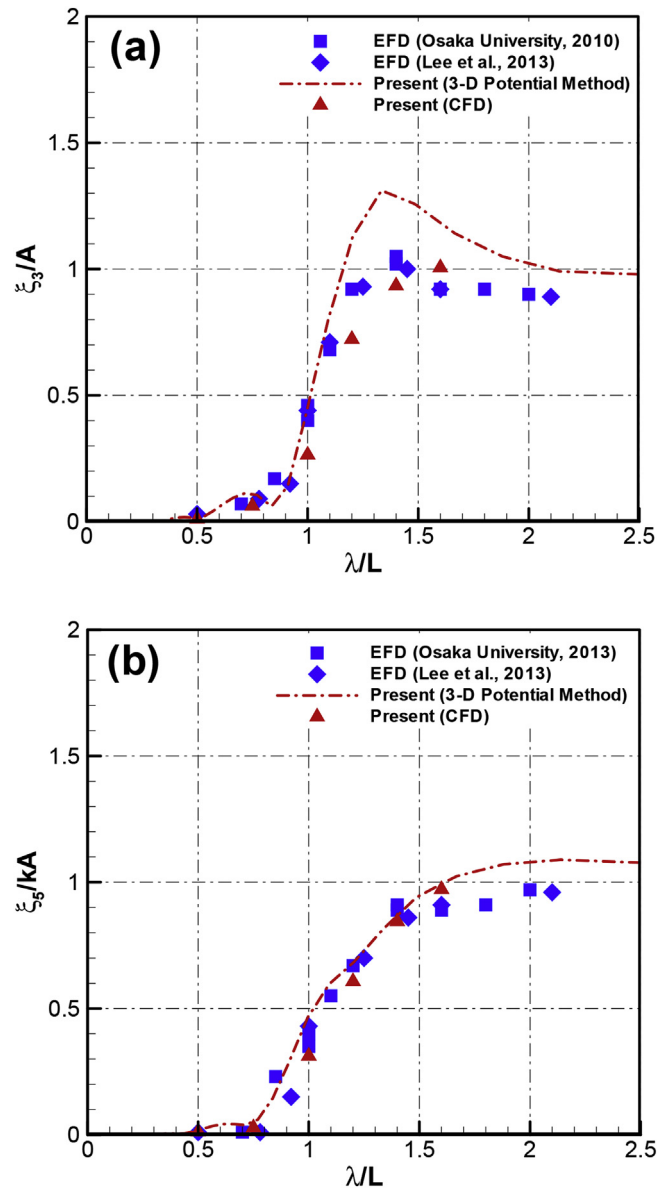 (a)
EFD (Osaka University, 2010)
EFD (Lee et al., 2013)
Present (3-D Potential Method)
Present (CFD)
2
1.5
1
0.5
0
ξ3/A
0 0.5 1 1.5 2 2.5
λ/L
(b)
EFD (Osaka University, 2013)
EFD (Lee et al., 2013)
Present (3-D Potential Method)
Present (CFD)
2
1.5
1
0.5
0
ξ5/kA
0 0.5 1 1.5 2 2.5
λ/L